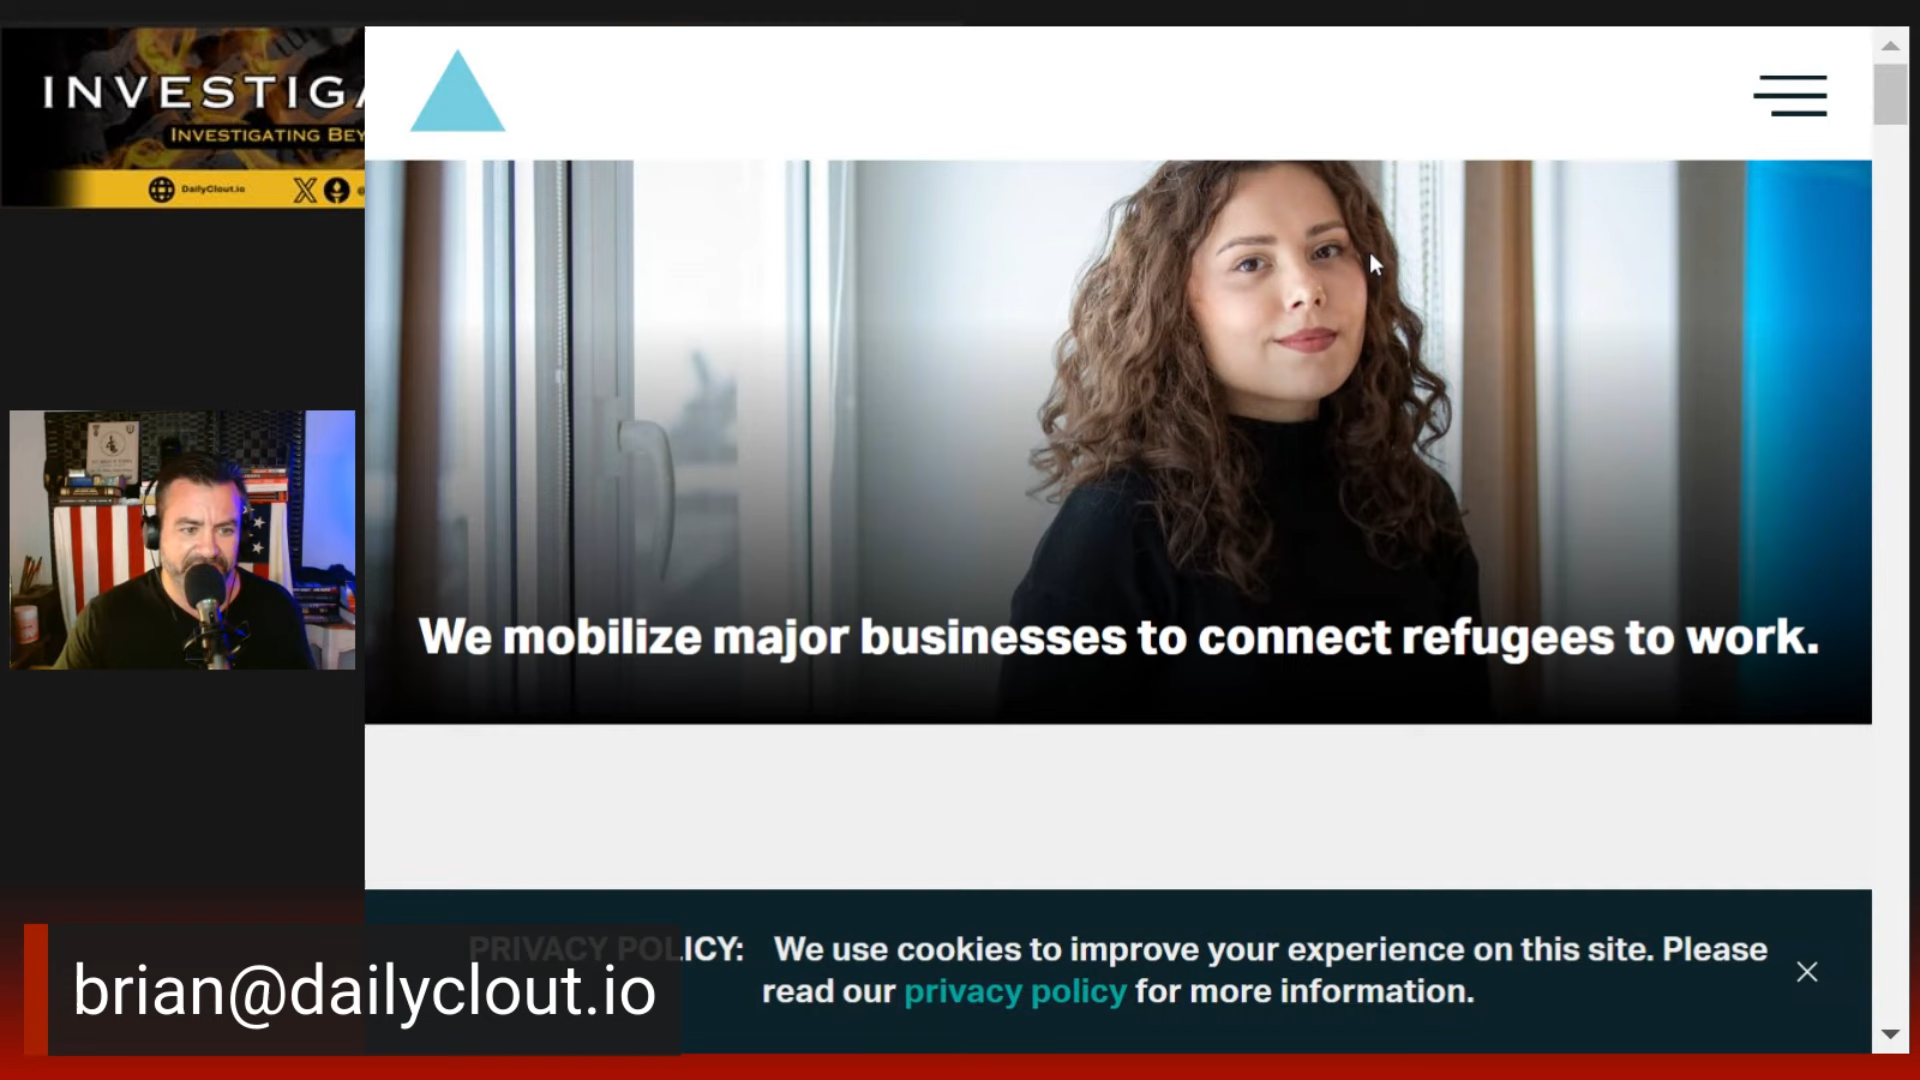 INVESTIGA
INVESTIGATING BEY
DailyClout.io
We mobilize major businesses to connect refugees to work.
PRIVACY POLICY: We use cookies to improve your experience on this site. Please
read our privacy policy for more information.
brian@dailyclout.io